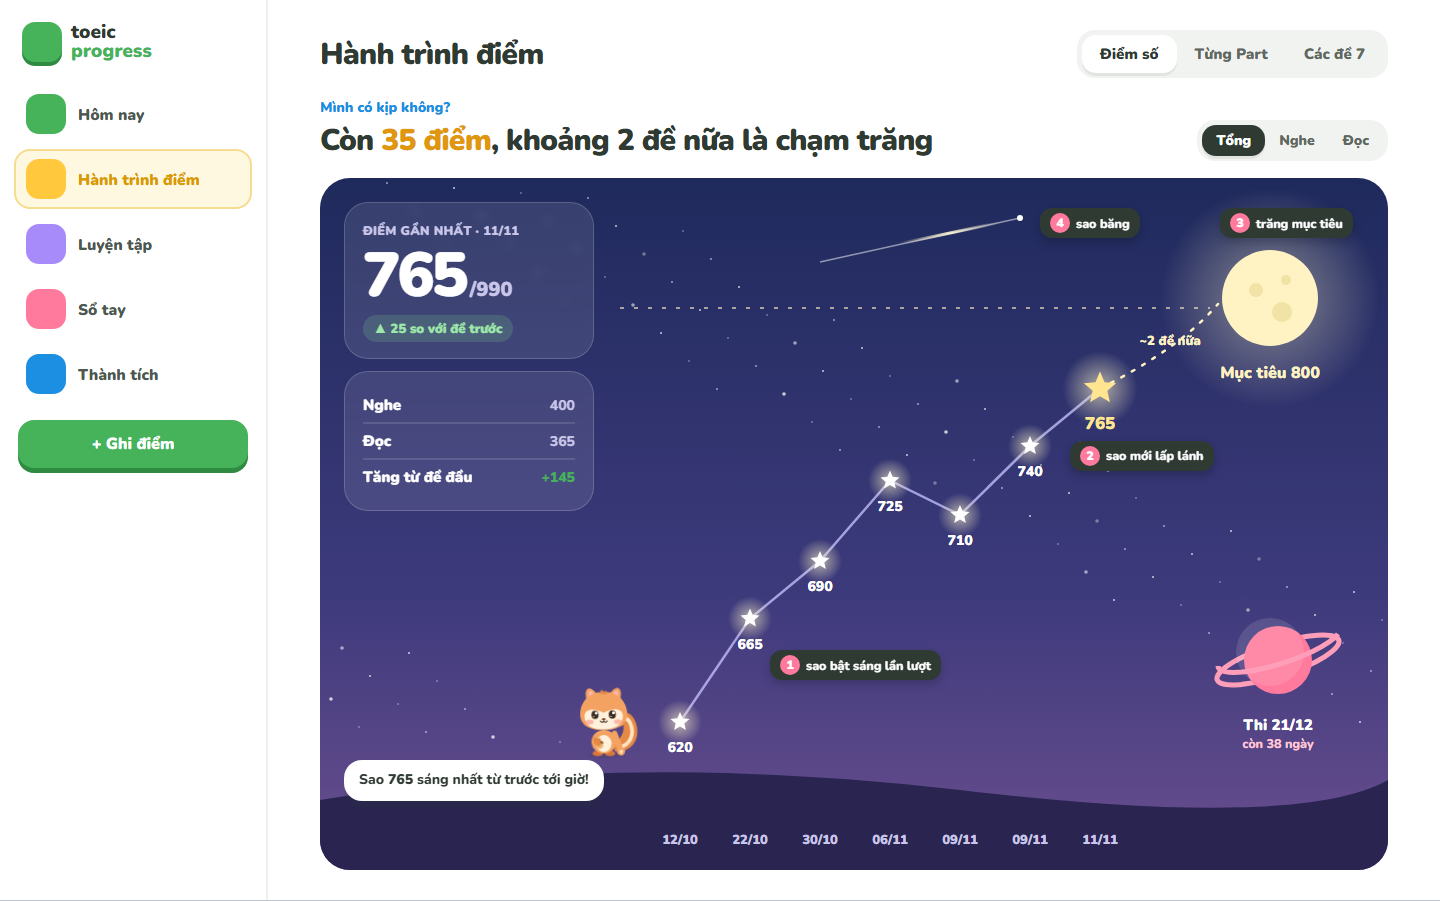 toeic
progress
Hôm nay
Hành trình điểm
Luyện tập
Sổ tay
Thành tích
+ Ghi điểm
Hành trình điểm
Điểm số
Từng Part
Các đề 7
Mình có kịp không?
Còn 35 điểm, khoảng 2 đề nữa là chạm trăng
Tổng
Nghe
Đọc
ĐIỂM GẦN NHẤT · 11/11
765/990
▲ 25 so với đề trước
Nghe 400
Đọc 365
Tăng từ đề đầu +145
4 sao băng
3 trăng mục tiêu
~2 đề nữa
Mục tiêu 800
765
2 sao mới lấp lánh
740
725
710
690
665
1 sao bật sáng lần lượt
620
Thi 21/12
còn 38 ngày
Sao 765 sáng nhất từ trước tới giờ!
12/10
22/10
30/10
06/11
09/11
09/11
11/11